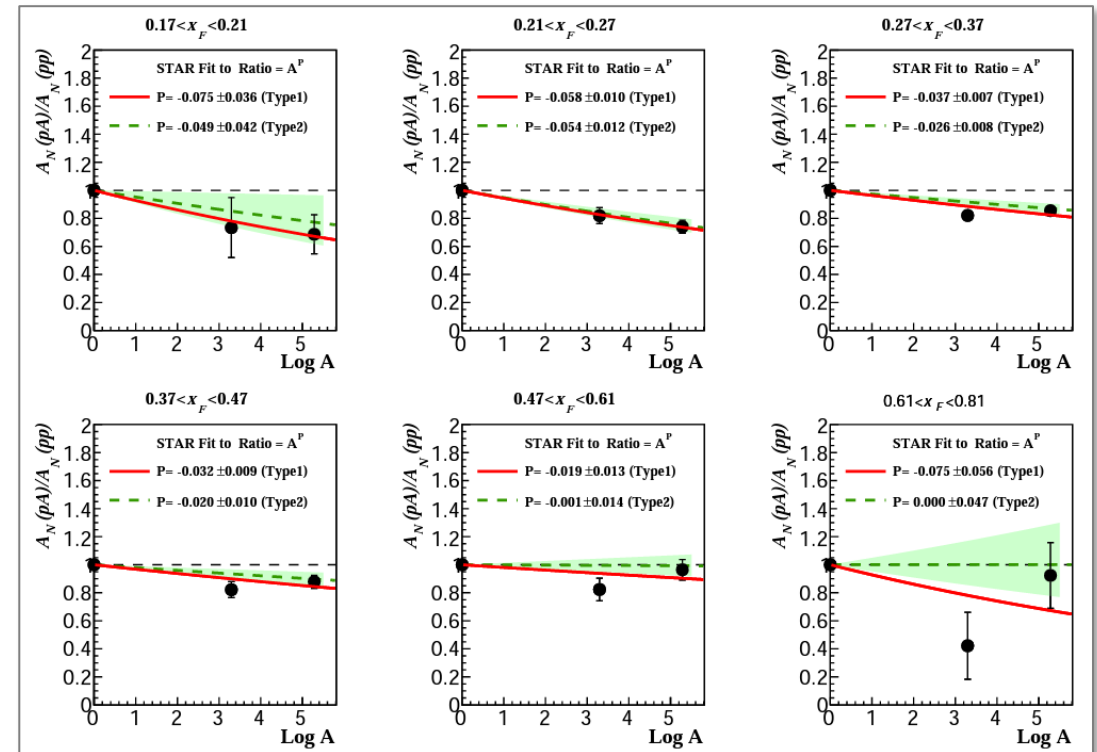 0.17<x_F<0.21
A_N(pA)/A_N(pp)
STAR Fit to Ratio = A^P
P= -0.075 ±0.036 (Type1)
P= -0.049 ±0.042 (Type2)
2
1.8
1.6
1.4
1.2
1
0.8
0.6
0.4
0.2
0
0 1 2 3 4 5
Log A
0.21<x_F<0.27
A_N(pA)/A_N(pp)
STAR Fit to Ratio = A^P
P= -0.058 ±0.010 (Type1)
P= -0.054 ±0.012 (Type2)
2
1.8
1.6
1.4
1.2
1
0.8
0.6
0.4
0.2
0
0 1 2 3 4 5
Log A
0.27<x_F<0.37
A_N(pA)/A_N(pp)
STAR Fit to Ratio = A^P
P= -0.037 ±0.007 (Type1)
P= -0.026 ±0.008 (Type2)
2
1.8
1.6
1.4
1.2
1
0.8
0.6
0.4
0.2
0
0 1 2 3 4 5
Log A
0.37<x_F<0.47
A_N(pA)/A_N(pp)
STAR Fit to Ratio = A^P
P= -0.032 ±0.009 (Type1)
P= -0.020 ±0.010 (Type2)
2
1.8
1.6
1.4
1.2
1
0.8
0.6
0.4
0.2
0
0 1 2 3 4 5
Log A
0.47<x_F<0.61
A_N(pA)/A_N(pp)
STAR Fit to Ratio = A^P
P= -0.019 ±0.013 (Type1)
P= -0.001 ±0.014 (Type2)
2
1.8
1.6
1.4
1.2
1
0.8
0.6
0.4
0.2
0
0 1 2 3 4 5
Log A
0.61<x_F<0.81
A_N(pA)/A_N(pp)
STAR Fit to Ratio = A^P
P= -0.075 ±0.056 (Type1)
P= 0.000 ±0.047 (Type2)
2
1.8
1.6
1.4
1.2
1
0.8
0.6
0.4
0.2
0
0 1 2 3 4 5
Log A